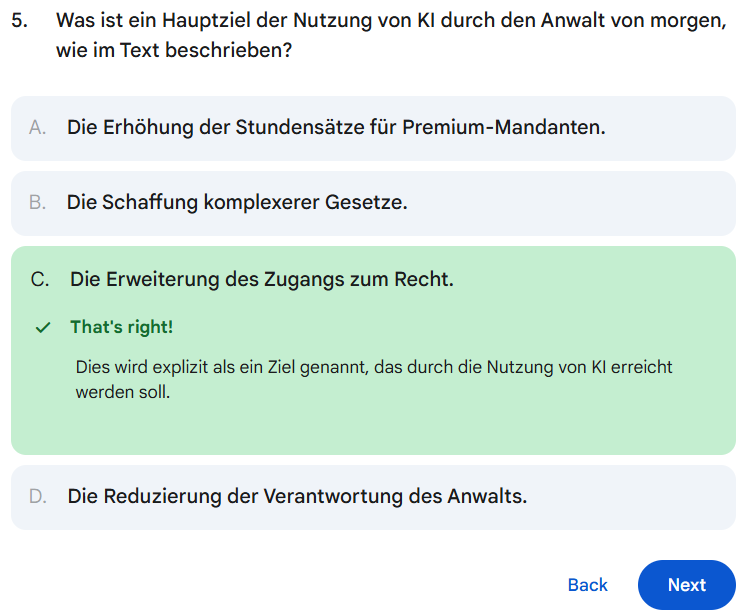 5. Was ist ein Hauptziel der Nutzung von KI durch den Anwalt von morgen,
wie im Text beschrieben?
A. Die Erhöhung der Stundensätze für Premium-Mandanten.
B. Die Schaffung komplexerer Gesetze.
C. Die Erweiterung des Zugangs zum Recht.
✓ That's right!
Dies wird explizit als ein Ziel genannt, das durch die Nutzung von KI erreicht
werden soll.
D. Die Reduzierung der Verantwortung des Anwalts.
Back Next